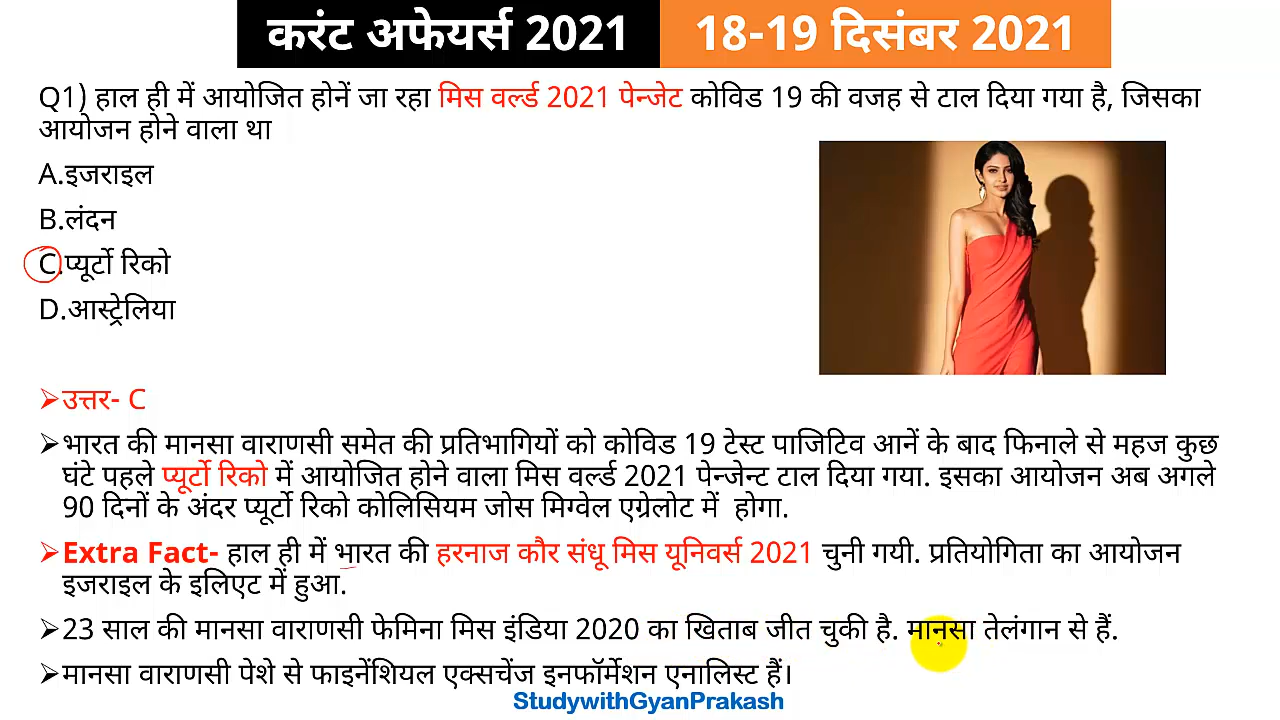 करंट अफेयर्स 2021 18-19 दिसंबर 2021
Q1) हाल ही में आयोजित होनें जा रहा मिस वर्ल्ड 2021 पेन्जेट कोविड 19 की वजह से टाल दिया गया है, जिसका
आयोजन होने वाला था
A.इजराइल
B.लंदन
C.प्यूर्टो रिको
D.आस्ट्रेलिया
➢उत्तर- C
➢भारत की मानसा वाराणसी समेत की प्रतिभागियों को कोविड 19 टेस्ट पाजिटिव आनें के बाद फिनाले से महज कुछ
घंटे पहले प्यूर्टो रिको में आयोजित होने वाला मिस वर्ल्ड 2021 पेन्जेन्ट टाल दिया गया. इसका आयोजन अब अगले
90 दिनों के अंदर प्यूर्टो रिको कोलिसियम जोस मिग्वेल एग्रेलोट में होगा.
➢Extra Fact- हाल ही में भारत की हरनाज कौर संधू मिस यूनिवर्स 2021 चुनी गयी. प्रतियोगिता का आयोजन
इजराइल के इलिएट में हुआ.
➢23 साल की मानसा वाराणसी फेमिना मिस इंडिया 2020 का खिताब जीत चुकी है. मानसा तेलंगान से हैं.
➢मानसा वाराणसी पेशे से फाइनेंशियल एक्सचेंज इनफॉर्मेशन एनालिस्ट हैं।
StudywithGyanPrakash